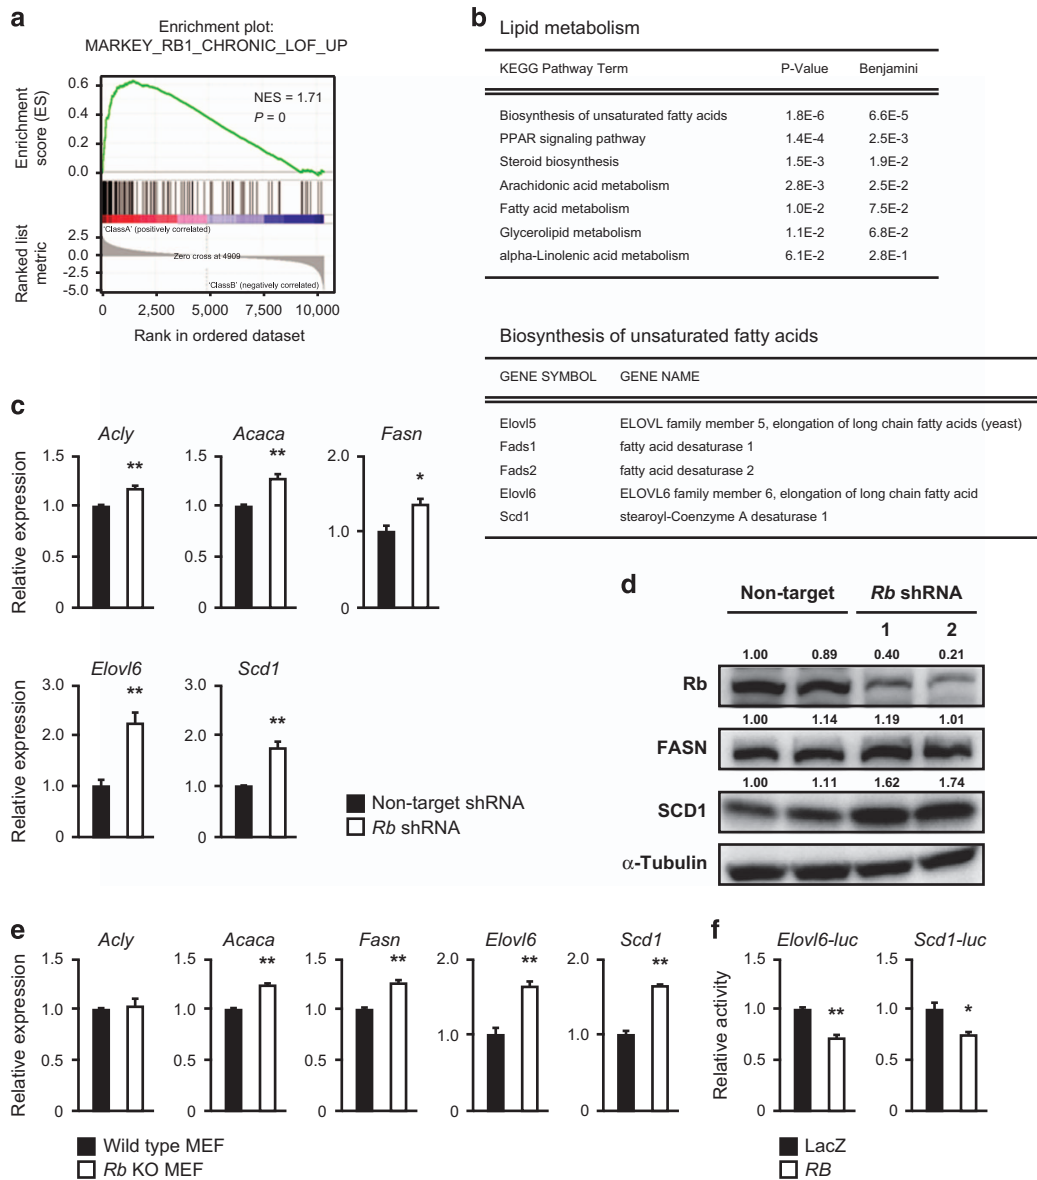 a
Enrichment plot:
MARKEY_RB1_CHRONIC_LOF_UP
Enrichment
score (ES)
0.6
0.4
0.2
0.0
NES = 1.71
P = 0
'ClassA' (positively correlated)
Ranked list
metric
2.5
0.0
-2.5
-5.0
Zero cross at 4909
'ClassB' (negatively correlated)
0 2,500 5,000 7,500 10,000
Rank in ordered dataset
b
Lipid metabolism
KEGG Pathway Term P-Value Benjamini
Biosynthesis of unsaturated fatty acids 1.8E-6 6.6E-5
PPAR signaling pathway 1.4E-4 2.5E-3
Steroid biosynthesis 1.5E-3 1.9E-2
Arachidonic acid metabolism 2.8E-3 2.5E-2
Fatty acid metabolism 1.0E-2 7.5E-2
Glycerolipid metabolism 1.1E-2 6.8E-2
alpha-Linolenic acid metabolism 6.1E-2 2.8E-1
Biosynthesis of unsaturated fatty acids
GENE SYMBOL GENE NAME
Elovl5 ELOVL family member 5, elongation of long chain fatty acids (yeast)
Fads1 fatty acid desaturase 1
Fads2 fatty acid desaturase 2
Elovl6 ELOVL6 family member 6, elongation of long chain fatty acid
Scd1 stearoyl-Coenzyme A desaturase 1
c
Relative expression
Acly
1.5
1.0
0.5
0
**
Acaca
1.5
1.0
0.5
0
**
Fasn
2.0
1.0
0
*
Relative expression
Elovl6
3.0
2.0
1.0
0
**
Scd1
3.0
2.0
1.0
0
**
Non-target shRNA
Rb shRNA
d
Non-target Rb shRNA
1 2
1.00 0.89 0.40 0.21
Rb
1.00 1.14 1.19 1.01
FASN
1.00 1.11 1.62 1.74
SCD1
α-Tubulin
e
Relative expression
Acly
1.5
1.0
0.5
0
Acaca
1.5
1.0
0.5
0
**
Fasn
1.5
1.0
0.5
0
**
Elovl6
2.0
1.0
0
**
Scd1
2.0
1.0
0
**
Wild type MEF
Rb KO MEF
f
Relative activity
Elovl6-luc
1.5
1.0
0.5
0
**
Scd1-luc
1.5
1.0
0.5
0
*
LacZ
RB